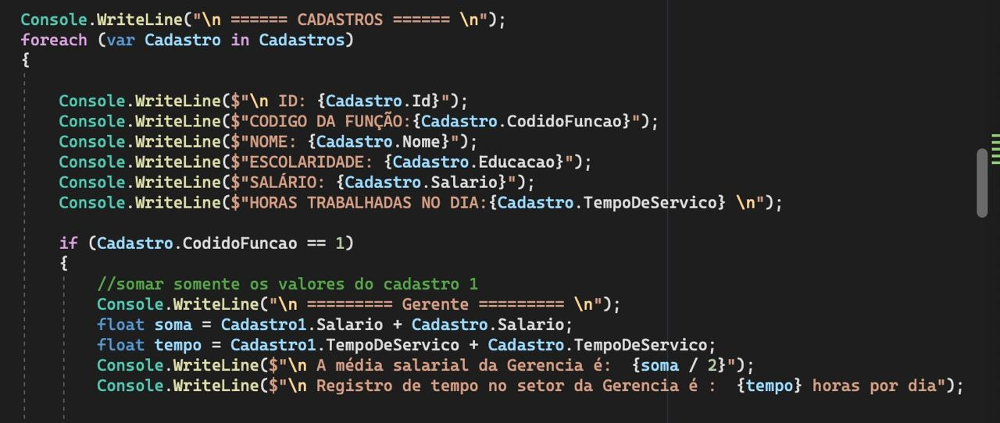 Console.WriteLine("\n ====== CADASTROS ====== \n");
foreach (var Cadastro in Cadastros)
{
Console.WriteLine($"\n ID: {Cadastro.Id}");
Console.WriteLine($"CODIGO DA FUNÇÃO:{Cadastro.CodidoFuncao}");
Console.WriteLine($"NOME: {Cadastro.Nome}");
Console.WriteLine($"ESCOLARIDADE: {Cadastro.Educacao}");
Console.WriteLine($"SALÁRIO: {Cadastro.Salario}");
Console.WriteLine($"HORAS TRABALHADAS NO DIA:{Cadastro.TempoDeServico} \n");
if (Cadastro.CodidoFuncao == 1)
{
//somar somente os valores do cadastro 1
Console.WriteLine("\n ========= Gerente ========= \n");
float soma = Cadastro1.Salario + Cadastro.Salario;
float tempo = Cadastro1.TempoDeServico + Cadastro.TempoDeServico;
Console.WriteLine($"\n A média salarial da Gerencia é:  {soma / 2}");
Console.WriteLine($"\n Registro de tempo no setor da Gerencia é :  {tempo} horas por dia");